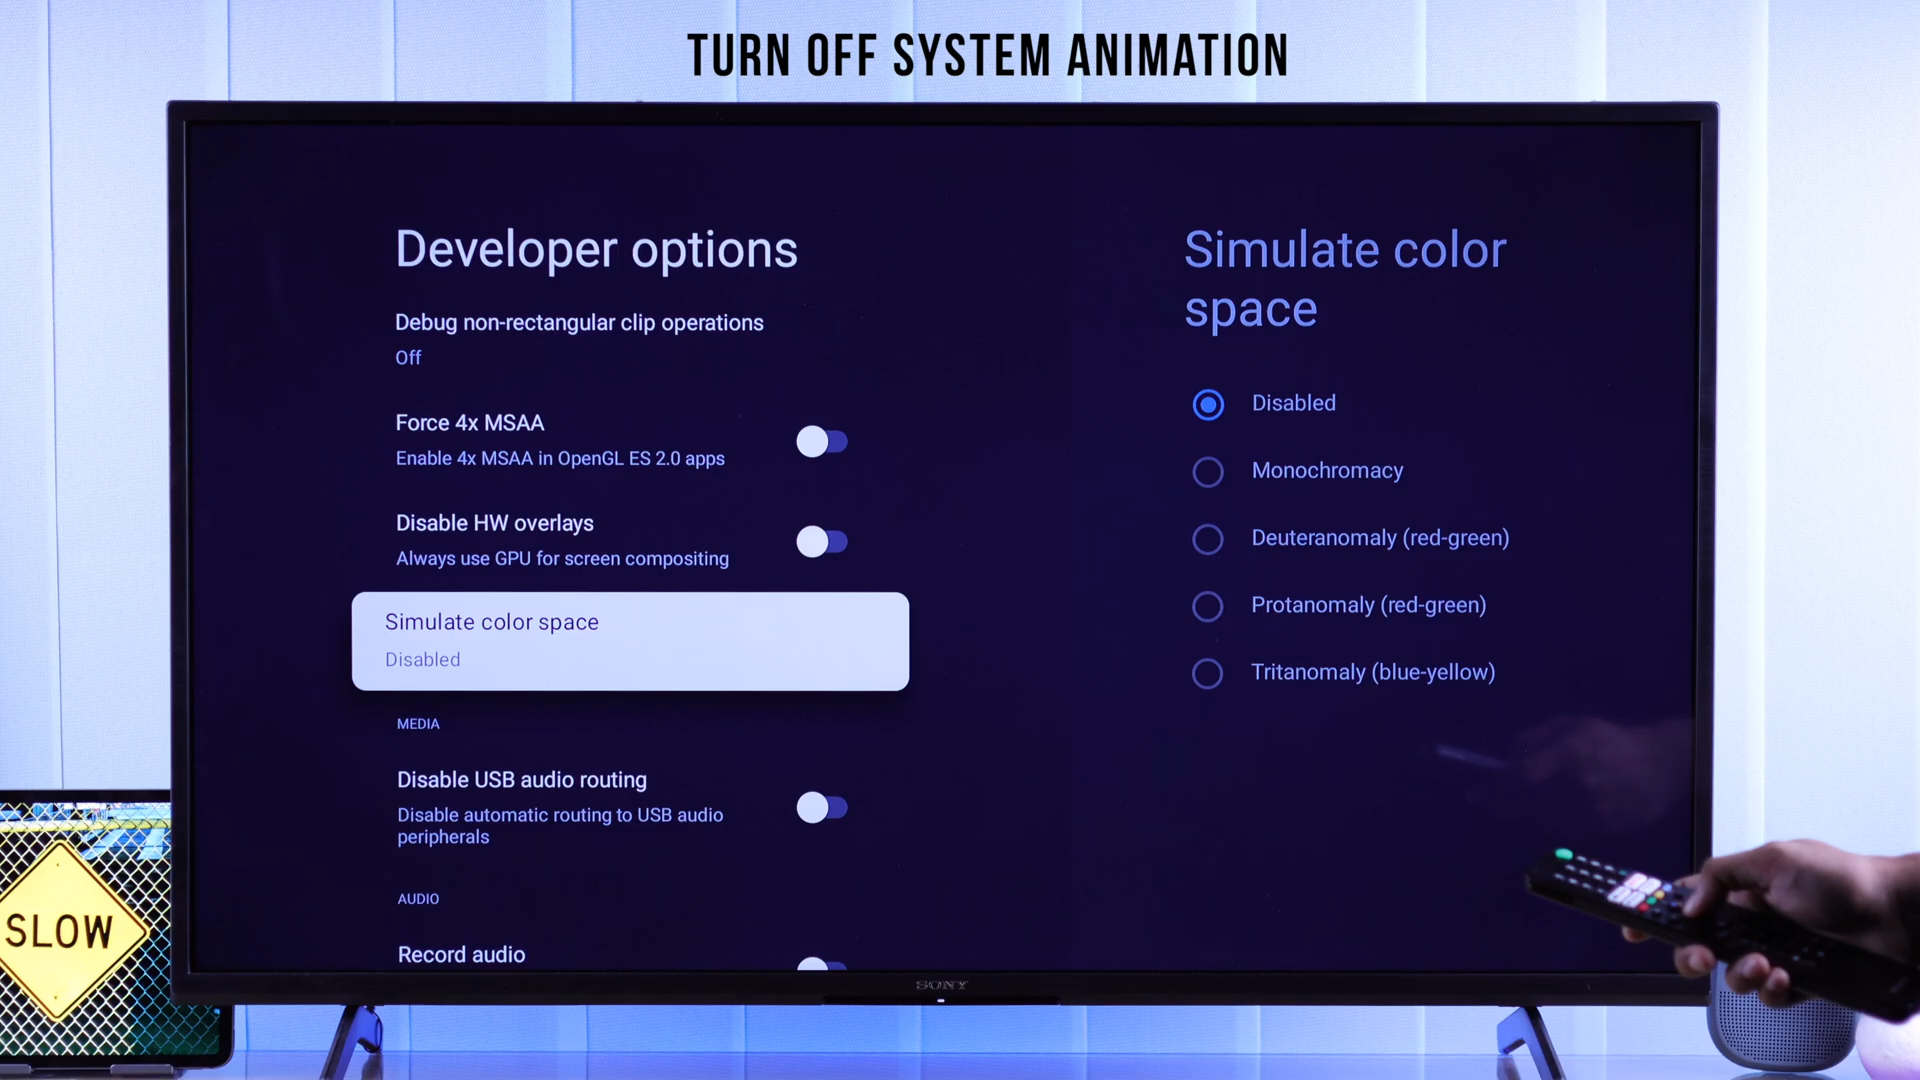 TURN OFF SYSTEM ANIMATION
Developer options
Debug non-rectangular clip operations
Off
Force 4x MSAA
Enable 4x MSAA in OpenGL ES 2.0 apps
Disable HW overlays
Always use GPU for screen compositing
Simulate color space
Disabled
MEDIA
Disable USB audio routing
Disable automatic routing to USB audio
peripherals
AUDIO
Record audio
Simulate color
space
Disabled
Monochromacy
Deuteranomaly (red-green)
Protanomaly (red-green)
Tritanomaly (blue-yellow)
SONY
SLOW